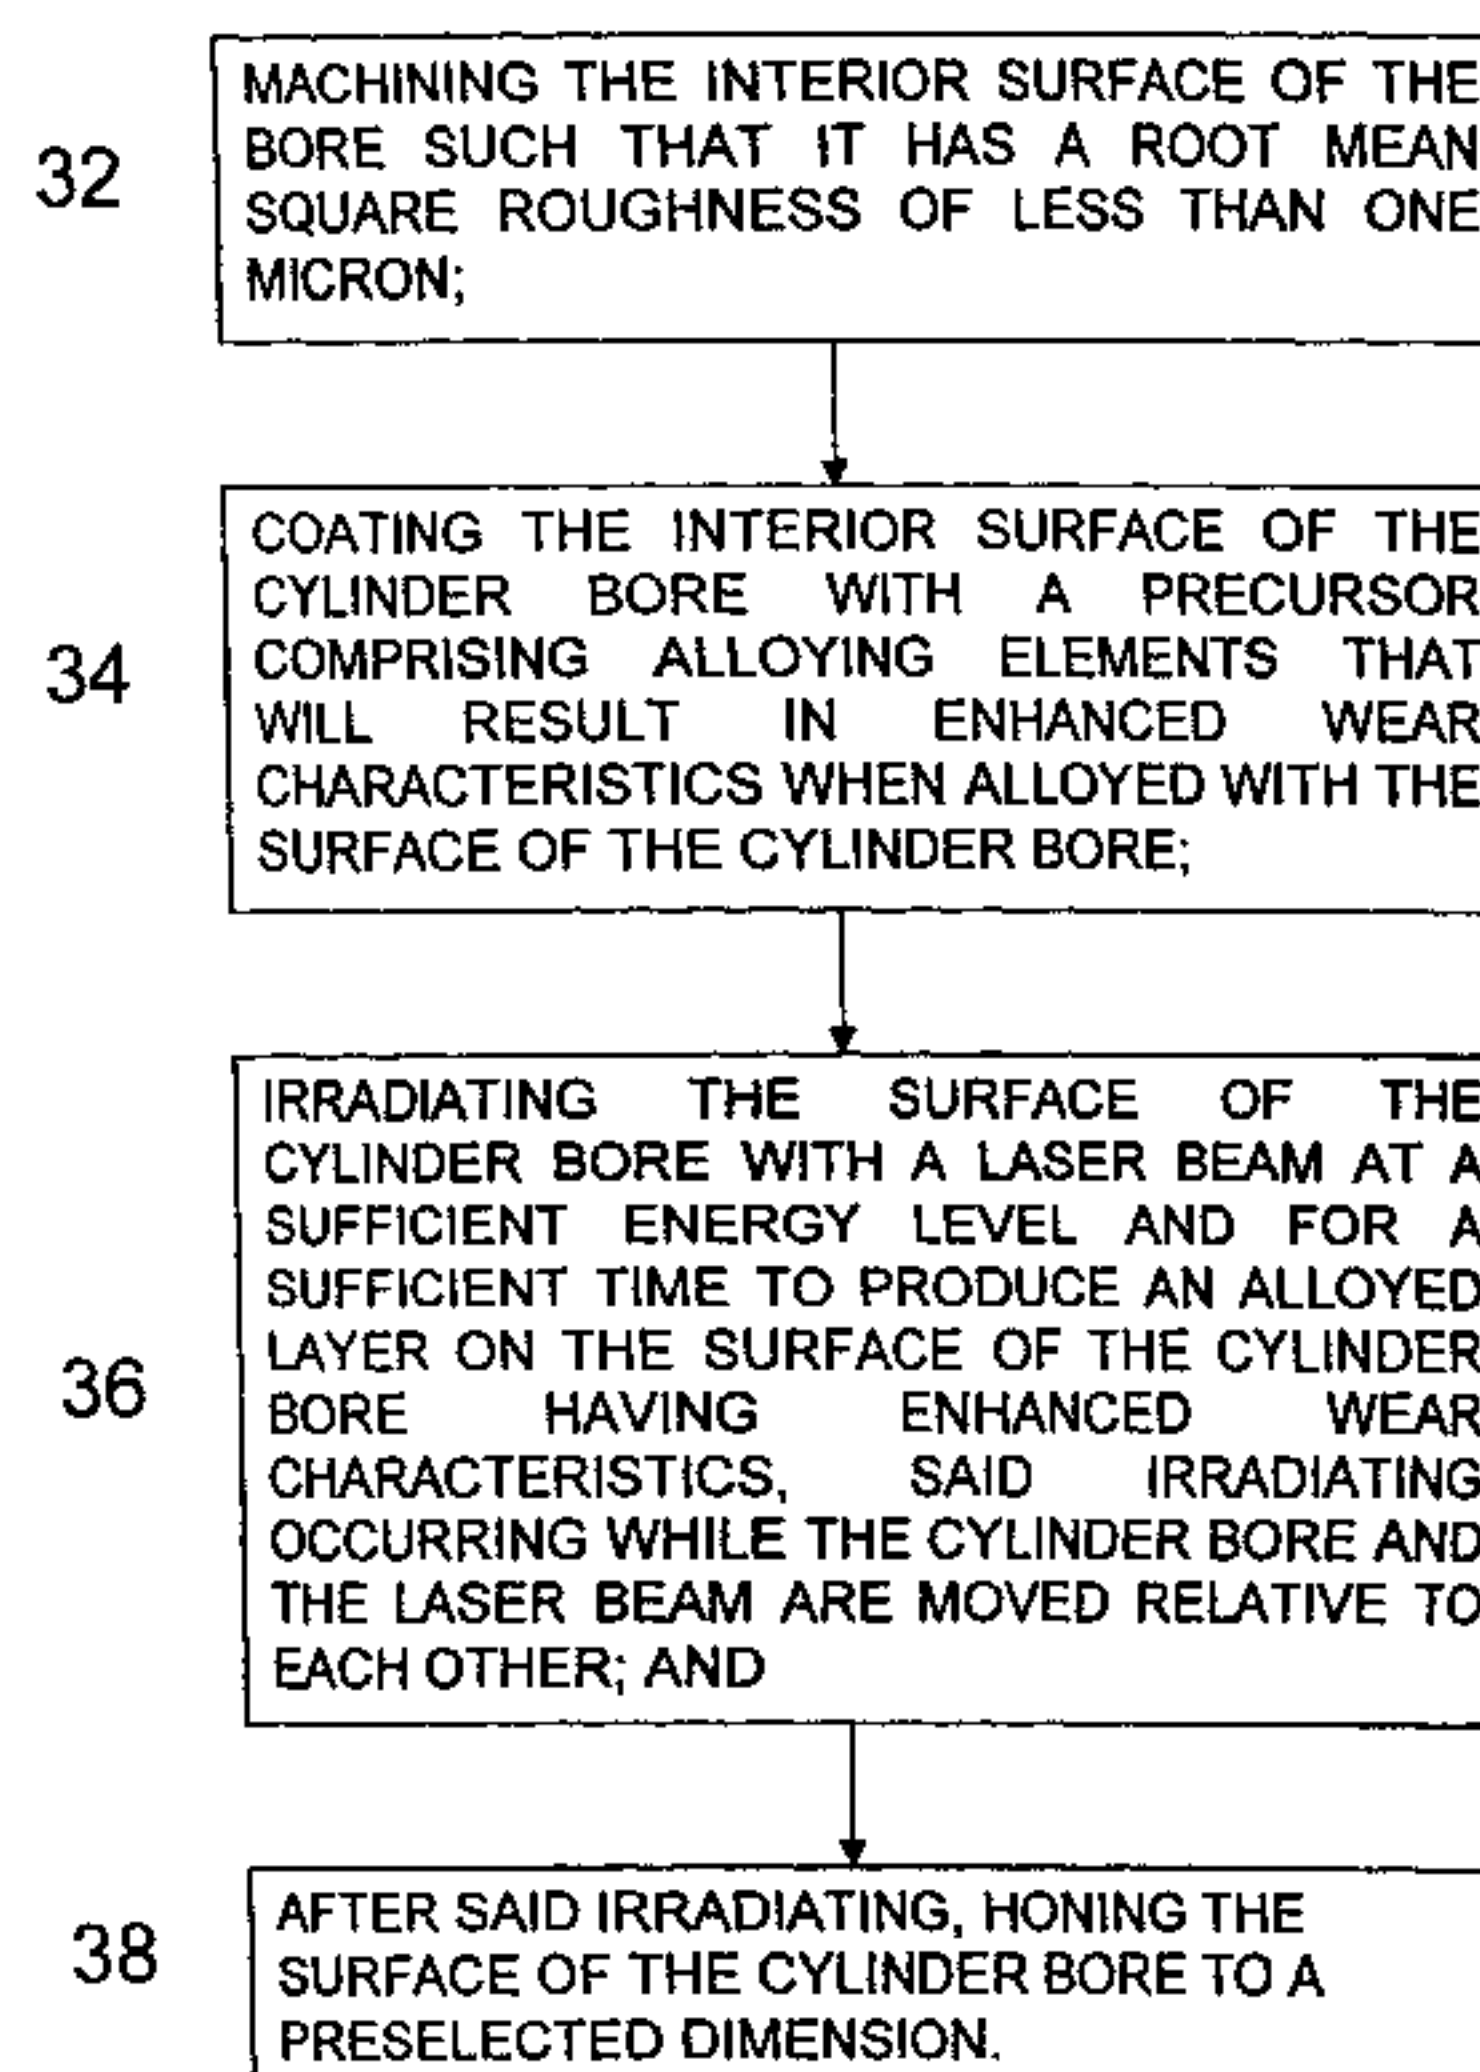 MACHINING THE INTERIOR SURFACE OF THE
BORE SUCH THAT IT HAS A ROOT MEAN
32
SQUARE ROUGHNESS OF LESS THAN ONE
MICRON;
COATING THE INTERIOR SURFACE OF THE
CYLINDER BORE WITH A PRECURSOR
34
COMPRISING ALLOYING ELEMENTS THAT
WILL RESULT IN ENHANCED WEAR
CHARACTERISTICS WHEN ALLOYED WITH THE
SURFACE OF THE CYLINDER BORE;
IRRADIATING THE SURFACE OF THE
CYLINDER BORE WITH A LASER BEAM AT A
SUFFICIENT ENERGY LEVEL AND FOR A
SUFFICIENT TIME TO PRODUCE AN ALLOYED
LAYER ON THE SURFACE OF THE CYLINDER
36
BORE HAVING ENHANCED WEAR
CHARACTERISTICS, SAID IRRADIATING
OCCURRING WHILE THE CYLINDER BORE AND
THE LASER BEAM ARE MOVED RELATIVE TO
EACH OTHER; AND
AFTER SAID IRRADIATING, HONING THE
38
SURFACE OF THE CYLINDER BORE TO A
PRESELECTED DIMENSION.